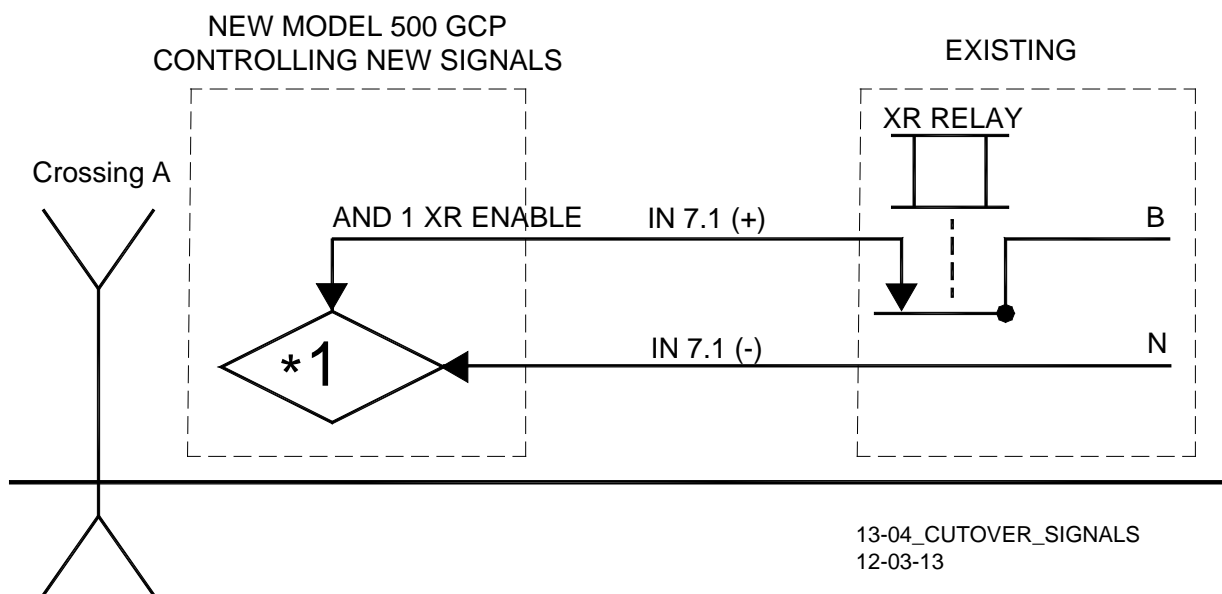 NEW MODEL 500 GCP
CONTROLLING NEW SIGNALS
EXISTING
XR RELAY
Crossing A
AND 1 XR ENABLE
IN 7.1 (+)
B
*1
IN 7.1 (-)
N
13-04_CUTOVER_SIGNALS
12-03-13